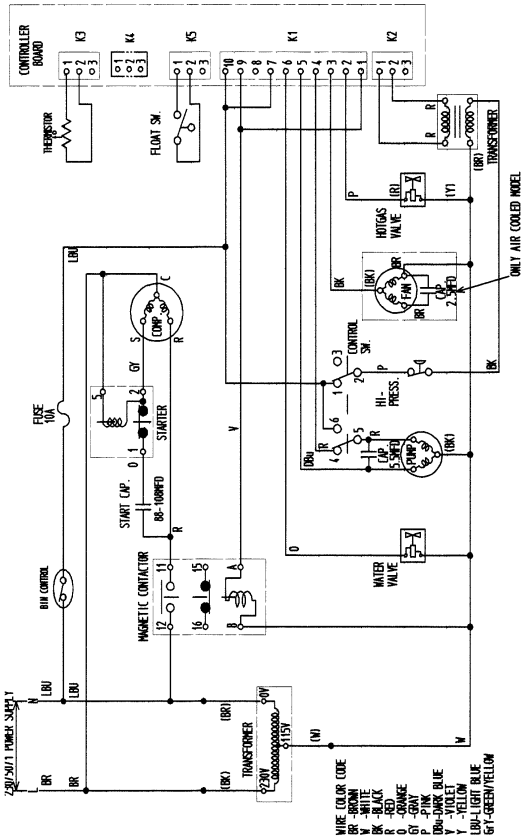 CONTROLLER
BOARD
K3
1 2 3
K4
1 2 3
K5
1 2 3
K1
10 9 8 7 6 5 4 3 2 1
K2
1 2 3
THERMISTOR
FLOAT SW.
LBU
R R
TRANSFORMER
(BR)
P
(R)
HOTGAS
VALVE
(Y)
ONLY AIR COOLED MODEL
BK
(BK)
FAN
BR
BR
CAP
2.5MFD
CONTROL
SW.
3
1
2
P
HI-
PRESS.
BK
6
4
5
(R
R
DBu
CAP
5.5MFD
PUMP
(BK)
O
WATER
VALVE
FUSE
10A
C
COMP
S
R
GY
5
2
1
STARTER
O
START CAP.
88-108MFD
R
V
BIN CONTROL
MAGNETIC CONTACTOR
11
12
15
16
A
B
230/50/1 POWER SUPPLY
L
N
BR
LBU
BR
LBU
(BK)
(BR)
230V
0V
TRANSFORMER
115V
(W)
W
WIRE COLOR CODE
BR -BROWN
W -WHITE
BK -BLACK
R -RED
-ORANGE
GY -GRAY
P -PINK
DBu-DARK BLUE
-VIOLET
-YELLOW
LBU-LIGHT BLUE
G/Y-GREEN/YELLOW